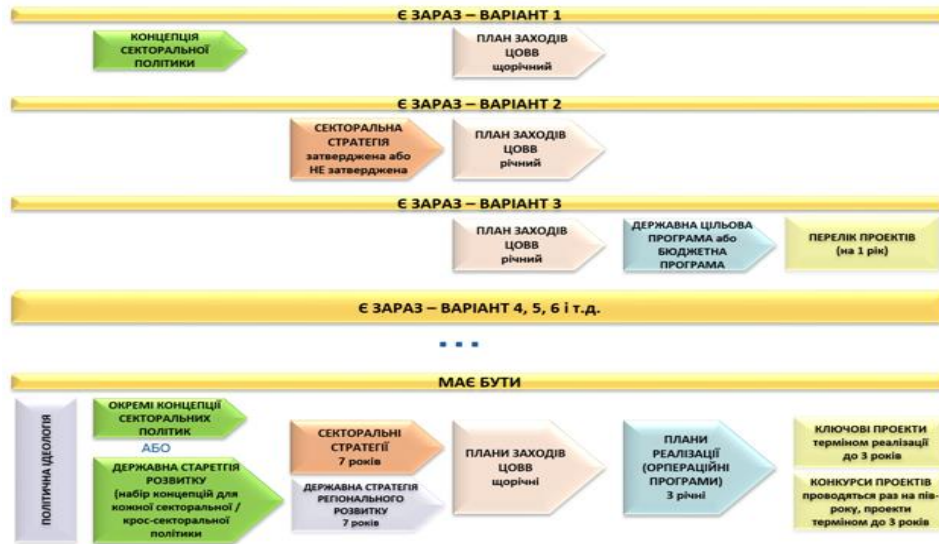 Є ЗАРАЗ – ВАРІАНТ 1
КОНЦЕПЦІЯ
СЕКТОРАЛЬНОЇ
ПОЛІТИКИ
ПЛАН ЗАХОДІВ
ЦОВВ
щорічний
Є ЗАРАЗ – ВАРІАНТ 2
СЕКТОРАЛЬНА
СТРАТЕГІЯ
затверджена або
НЕ затверджена
ПЛАН ЗАХОДІВ
ЦОВВ
річний
Є ЗАРАЗ – ВАРІАНТ 3
ПЛАН ЗАХОДІВ
ЦОВВ
річний
ДЕРЖАВНА ЦІЛЬОВА
ПРОГРАМА або
БЮДЖЕТНА
ПРОГРАМА
ПЕРЕЛІК ПРОЕКТІВ
(на 1 рік)
Є ЗАРАЗ – ВАРІАНТ 4, 5, 6 і т.д.
...
МАЄ БУТИ
ПОЛІТИЧНА ІДЕОЛОГІЯ
ОКРЕМІ КОНЦЕПЦІЇ
СЕКТОРАЛЬНИХ
ПОЛІТИК
АБО
ДЕРЖАВНА СТАРЕТГІЯ
РОЗВИТКУ
(набір концепцій для
кожної секторальної /
крос-секторальної
політики
СЕКТОРАЛЬНІ
СТРАТЕГІЇ
7 років
ДЕРЖАВНА СТРАТЕГІЯ
РЕГІОНАЛЬНОГО
РОЗВИТКУ
7 років
ПЛАНИ ЗАХОДІВ
ЦОВВ
щорічні
ПЛАНИ
РЕАЛІЗАЦІЇ
(ОРПЕРАЦІЙНІ
ПРОГРАМИ)
3 річні
КЛЮЧОВІ ПРОЕКТИ
терміном реалізації
до 3 років
КОНКУРСИ ПРОЕКТІВ
проводяться раз на пів-
року, проекти
терміном до 3 років